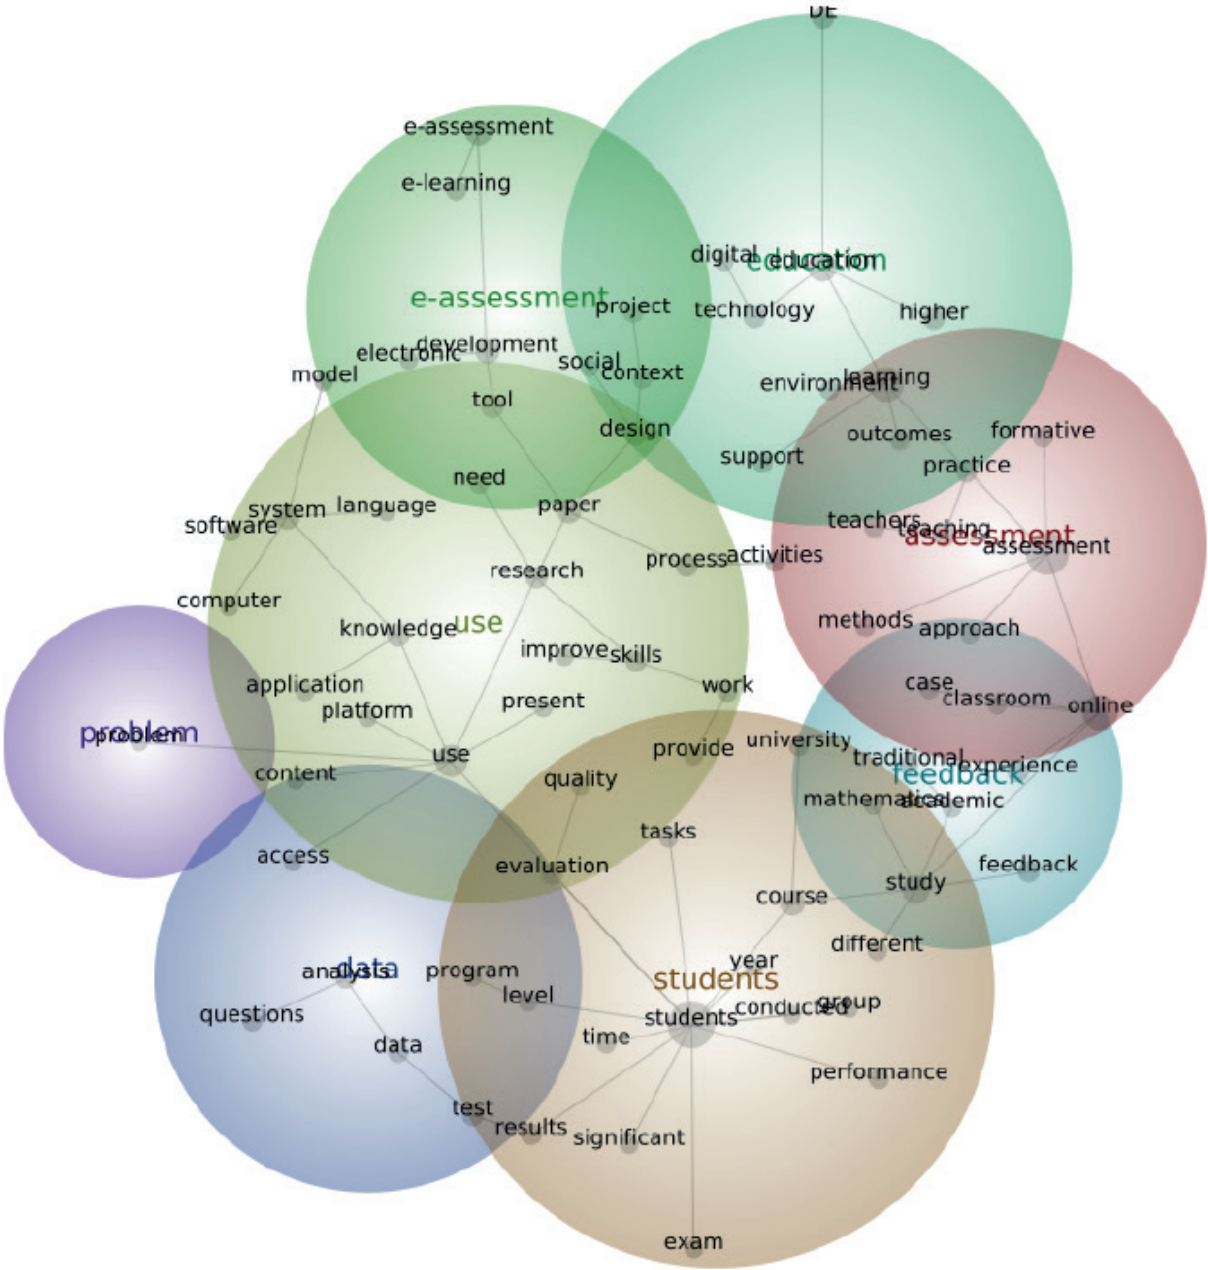 DE
e-assessment
e-learning
digital
education
education
e-assessment
project
technology
higher
development
electronic
social
context
model
environment
learning
tool
design
outcomes
formative
support
practice
need
system
language
software
paper
teachers
teaching
assessment
assessment
process
activities
research
computer
knowledge
use
methods
approach
improve
skills
application
platform
present
work
case
classroom
online
problem
problem
use
provide
university
content
quality
traditional
experience
feedback
mathematics
academic
tasks
access
evaluation
feedback
study
course
different
analysis
data
program
level
year
students
questions
students
conducted
group
data
time
performance
test
results
significant
exam